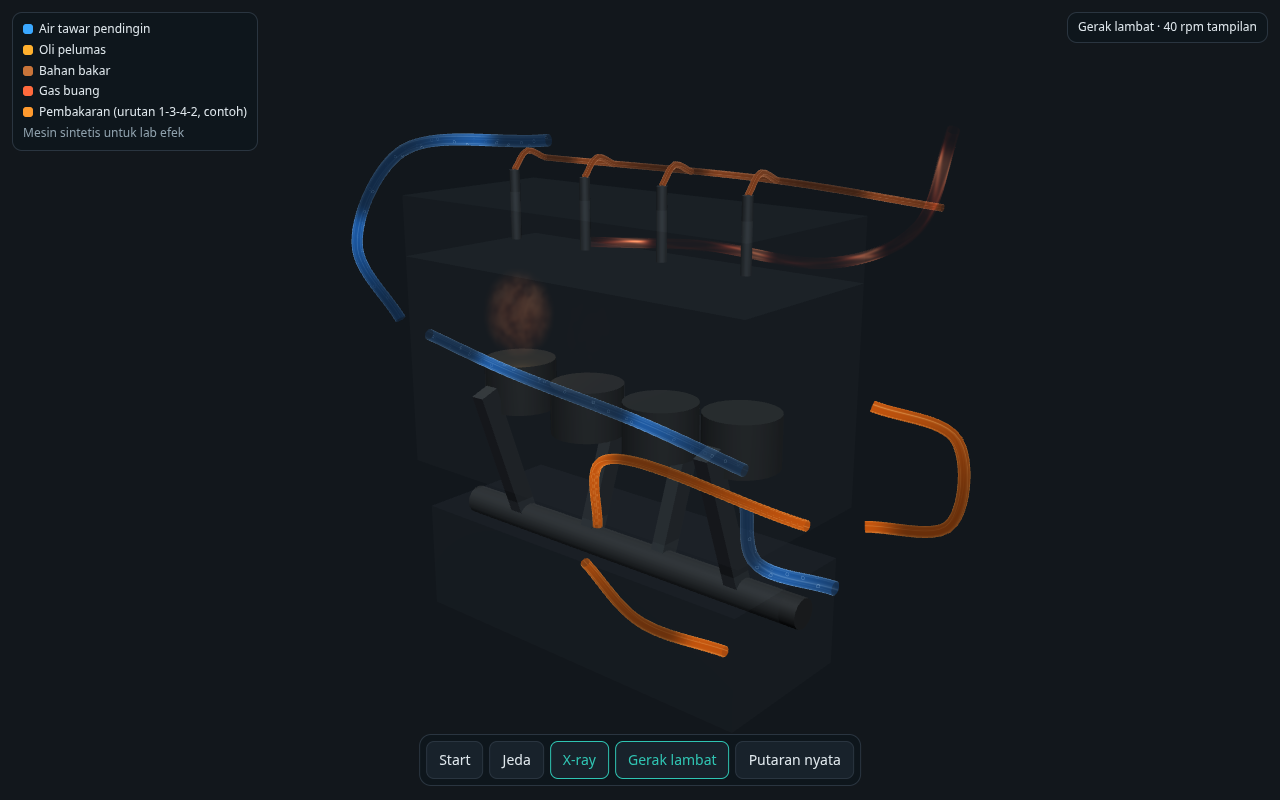 Air tawar pendingin
Oli pelumas
Bahan bakar
Gas buang
Pembakaran (urutan 1-3-4-2, contoh)
Mesin sintetis untuk lab efek
Gerak lambat · 40 rpm tampilan
Start
Jeda
X-ray
Gerak lambat
Putaran nyata